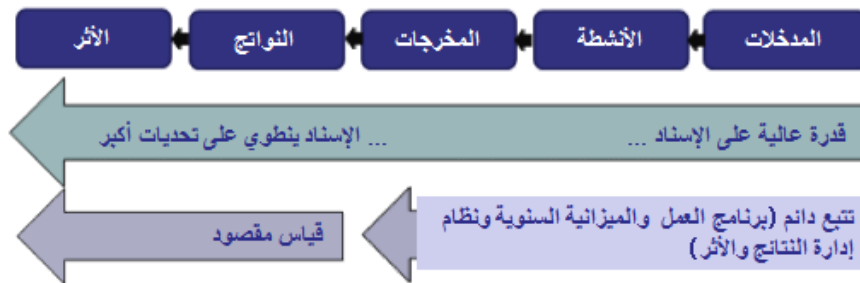 المدخلات
الأنشطة
المخرجات
النواتج
الأثر
قدرة عالية على الإسناد ...
... الإسناد ينطوي على تحديات أكبر
تتبع دائم (برنامج العمل والميزانية السنوية ونظام
إدارة النتائج والأثر)
قياس مقصود